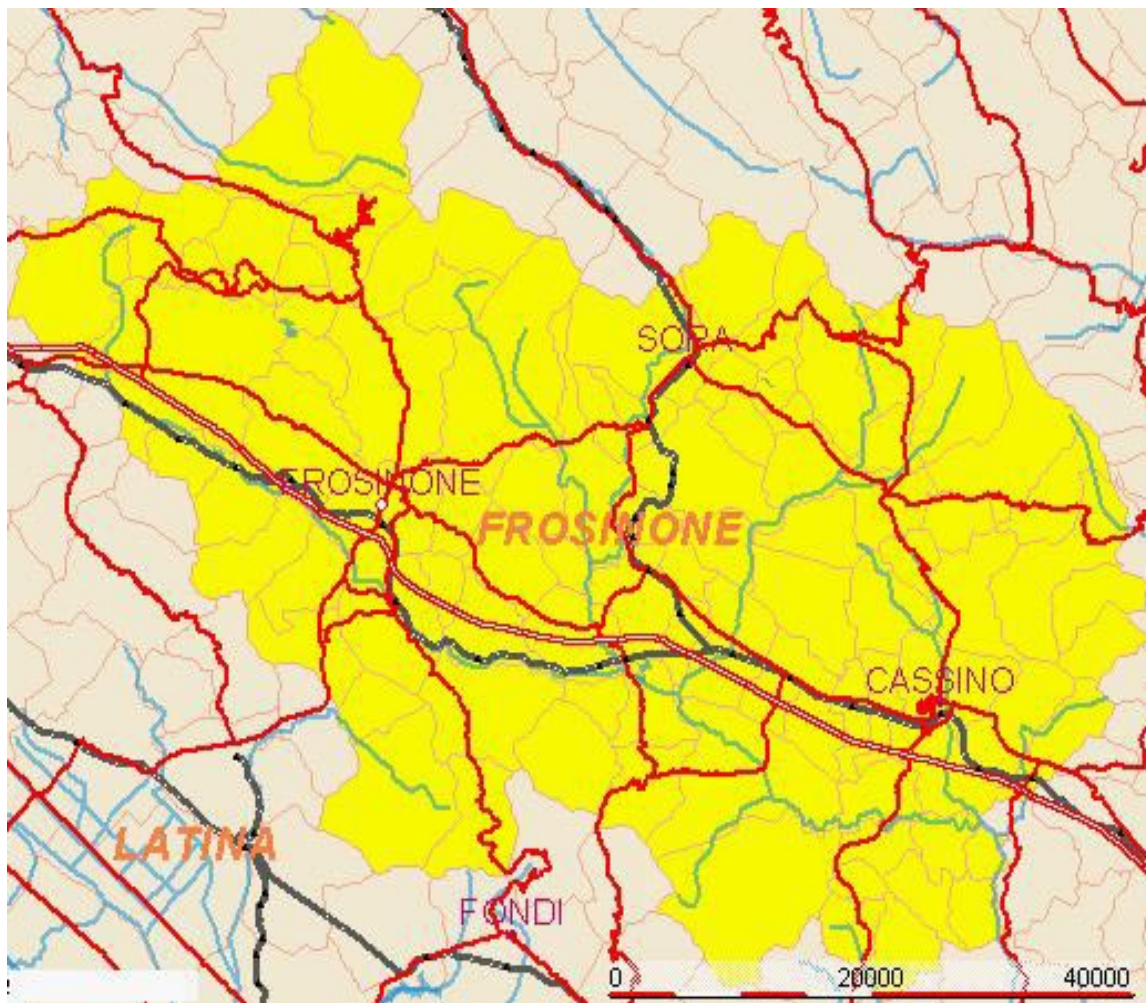 SORA
FROSINONE
FROSINONE
CASSINO
LATINA
FONDI
0 20000 40000